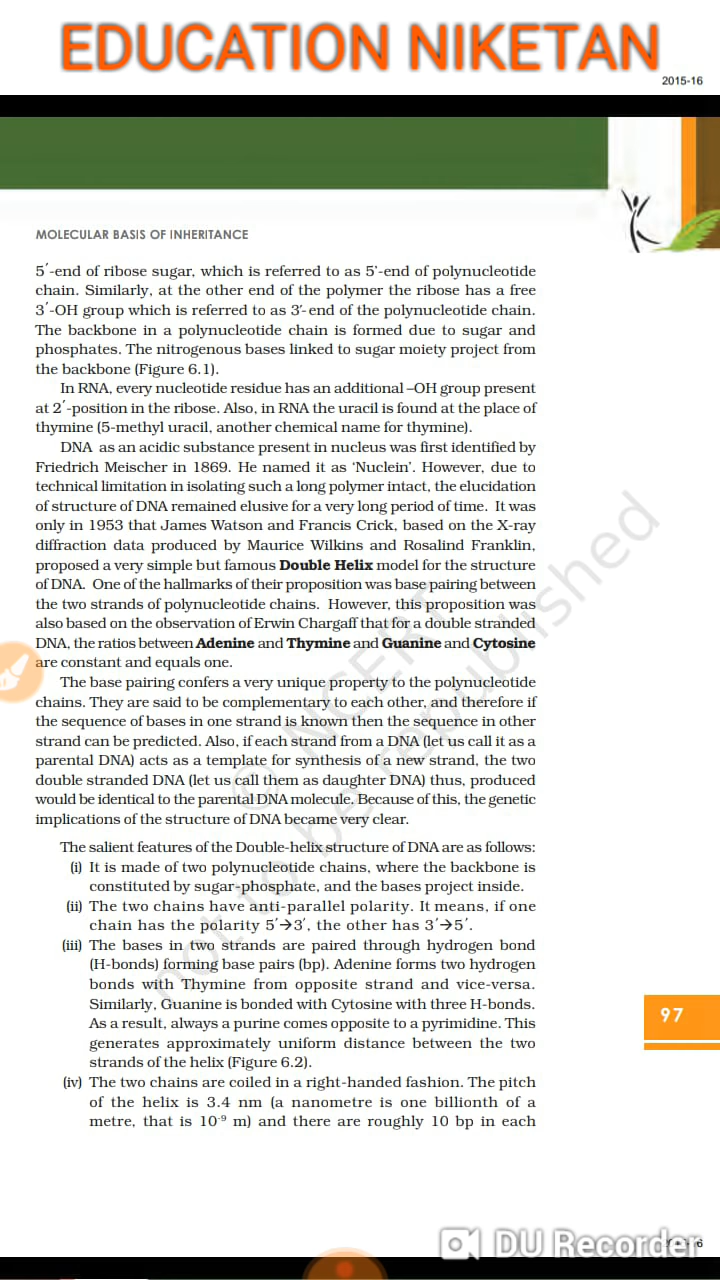 EDUCATION NIKETAN
2015-16
MOLECULAR BASIS OF INHERITANCE
5′-end of ribose sugar, which is referred to as 5'-end of polynucleotide
chain. Similarly, at the other end of the polymer the ribose has a free
3′-OH group which is referred to as 3'-end of the polynucleotide chain.
The backbone in a polynucleotide chain is formed due to sugar and
phosphates. The nitrogenous bases linked to sugar moiety project from
the backbone (Figure 6.1).
In RNA, every nucleotide residue has an additional –OH group present
at 2′-position in the ribose. Also, in RNA the uracil is found at the place of
thymine (5-methyl uracil, another chemical name for thymine).
DNA as an acidic substance present in nucleus was first identified by
Friedrich Meischer in 1869. He named it as ‘Nuclein’. However, due to
technical limitation in isolating such a long polymer intact, the elucidation
of structure of DNA remained elusive for a very long period of time. It was
only in 1953 that James Watson and Francis Crick, based on the X-ray
diffraction data produced by Maurice Wilkins and Rosalind Franklin,
proposed a very simple but famous Double Helix model for the structure
of DNA. One of the hallmarks of their proposition was base pairing between
the two strands of polynucleotide chains. However, this proposition was
also based on the observation of Erwin Chargaff that for a double stranded
DNA, the ratios between Adenine and Thymine and Guanine and Cytosine
are constant and equals one.
The base pairing confers a very unique property to the polynucleotide
chains. They are said to be complementary to each other, and therefore if
the sequence of bases in one strand is known then the sequence in other
strand can be predicted. Also, if each strand from a DNA (let us call it as a
parental DNA) acts as a template for synthesis of a new strand, the two
double stranded DNA (let us call them as daughter DNA) thus, produced
would be identical to the parental DNA molecule. Because of this, the genetic
implications of the structure of DNA became very clear.
The salient features of the Double-helix structure of DNA are as follows:
(i) It is made of two polynucleotide chains, where the backbone is
constituted by sugar-phosphate, and the bases project inside.
(ii) The two chains have anti-parallel polarity. It means, if one
chain has the polarity 5′→3′, the other has 3′→5′.
(iii) The bases in two strands are paired through hydrogen bond
(H-bonds) forming base pairs (bp). Adenine forms two hydrogen
bonds with Thymine from opposite strand and vice-versa.
Similarly, Guanine is bonded with Cytosine with three H-bonds.
As a result, always a purine comes opposite to a pyrimidine. This
generates approximately uniform distance between the two
strands of the helix (Figure 6.2).
(iv) The two chains are coiled in a right-handed fashion. The pitch
of the helix is 3.4 nm (a nanometre is one billionth of a
metre, that is 10⁻⁹ m) and there are roughly 10 bp in each
97
© NCERT
not to be republished
DU Recorder